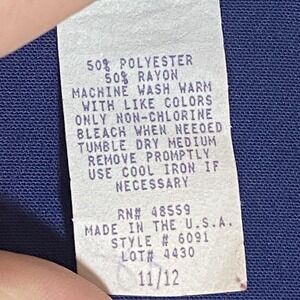 50% POLYESTER
50% RAYON
MACHINE WASH WARM
WITH LIKE COLORS
ONLY NON-CHLORINE
BLEACH WHEN NEEDED
TUMBLE DRY MEDIUM
REMOVE PROMPTLY
USE COOL IRON IF
NECESSARY
RN# 48559
MADE IN THE U.S.A.
STYLE # 6091
LOT# 4430
11/12